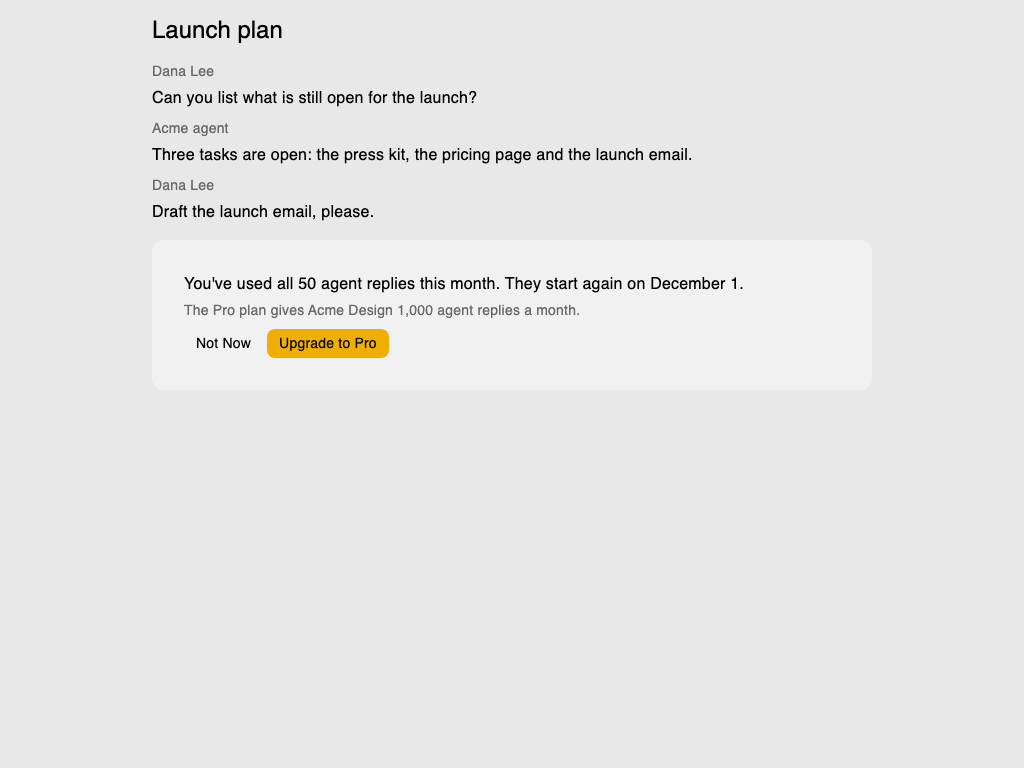 Launch plan
Dana Lee
Can you list what is still open for the launch?
Acme agent
Three tasks are open: the press kit, the pricing page and the launch email.
Dana Lee
Draft the launch email, please.
You've used all 50 agent replies this month. They start again on December 1.
The Pro plan gives Acme Design 1,000 agent replies a month.
Not Now Upgrade to Pro